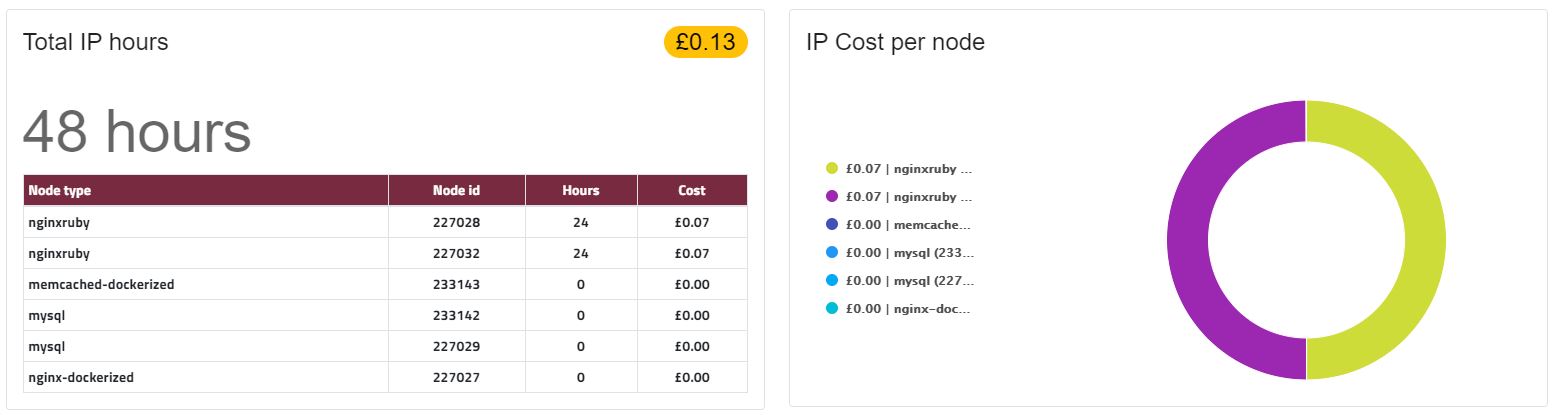 Total IP hours £0.13
48 hours
Node type Node id Hours Cost
nginxruby 227028 24 £0.07
nginxruby 227032 24 £0.07
memcached-dockerized 233143 0 £0.00
mysql 233142 0 £0.00
mysql 227029 0 £0.00
nginx-dockerized 227027 0 £0.00
IP Cost per node
£0.07 | nginxruby ...
£0.07 | nginxruby ...
£0.00 | memcache...
£0.00 | mysql (233...
£0.00 | mysql (227...
£0.00 | nginx-doc...